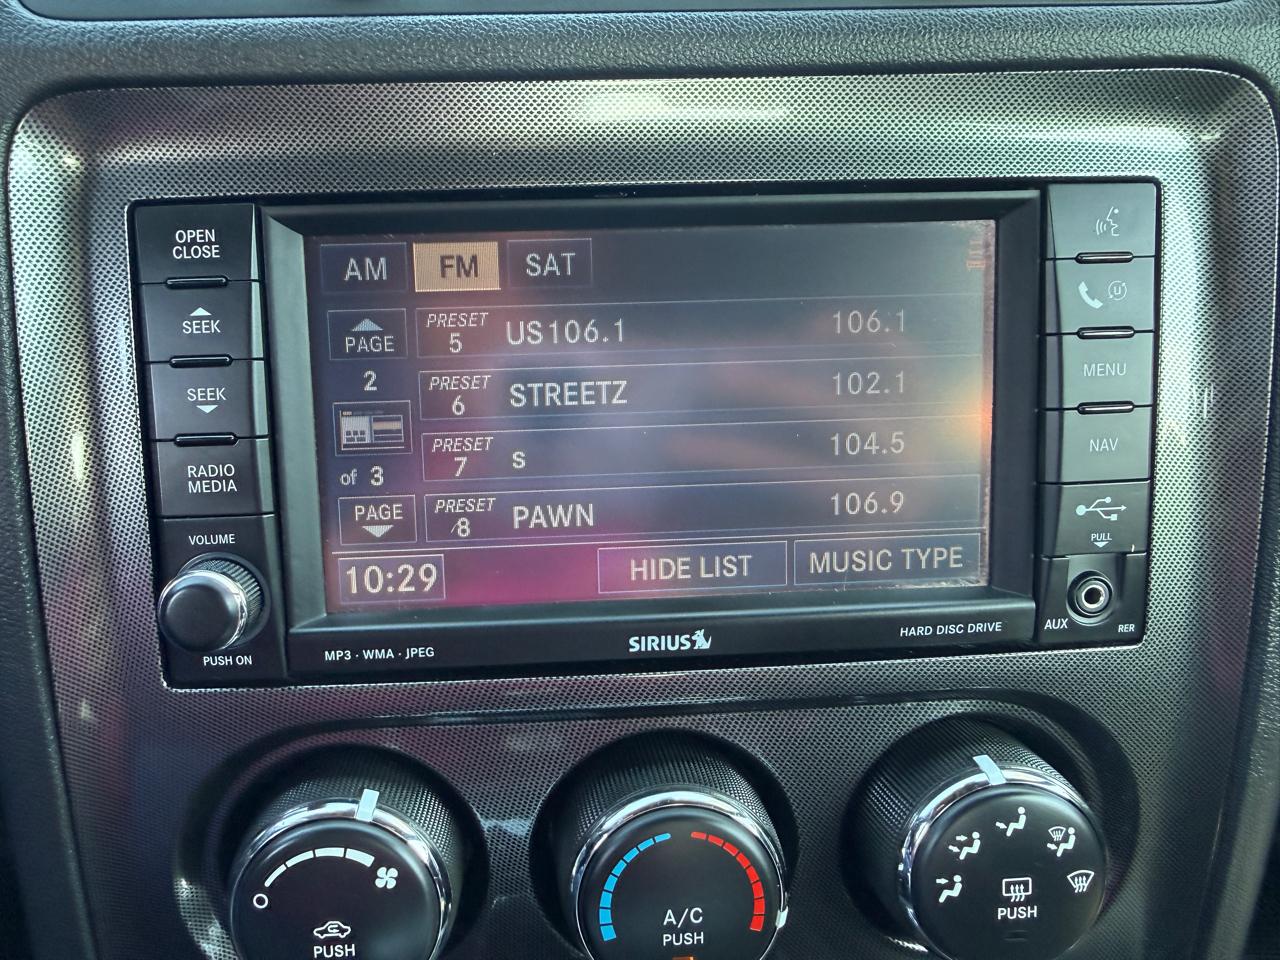 OPEN
CLOSE
SEEK
SEEK
RADIO
MEDIA
VOLUME
PUSH ON
AM FM SAT
PAGE
2
of 3
PAGE
PRESET 5 US106.1 106.1
PRESET 6 STREETZ 102.1
PRESET 7 s 104.5
PRESET 8 PAWN 106.9
10:29 HIDE LIST MUSIC TYPE
MP3 · WMA · JPEG
SIRIUS
HARD DISC DRIVE
MENU
NAV
PULL
AUX
RER
PUSH
A/C
PUSH
PUSH